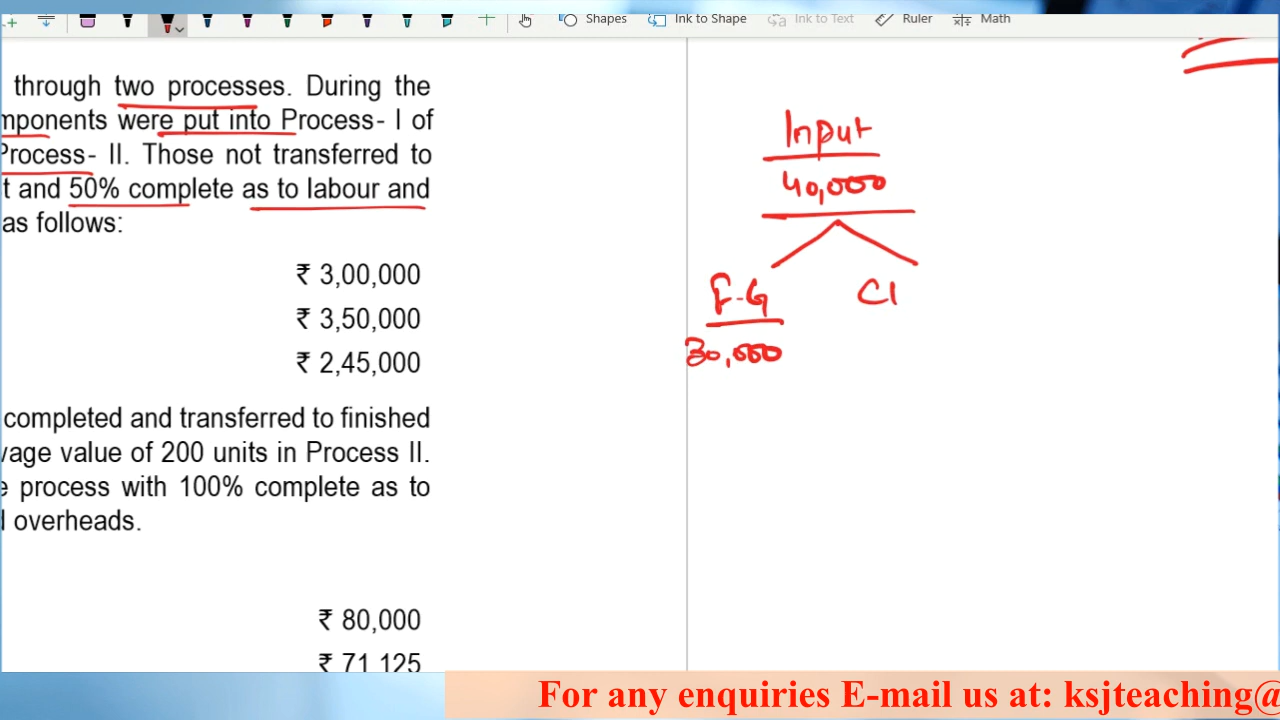 Shapes Ink to Shape Ink to Text Ruler Math
through two processes. During the
mponents were put into Process- I of
Process- II. Those not transferred to
t and 50% complete as to labour and
as follows:
₹ 3,00,000
₹ 3,50,000
₹ 2,45,000
completed and transferred to finished
vage value of 200 units in Process II.
e process with 100% complete as to
d overheads.
₹ 80,000
₹ 71,125
Input
40,000
F-G Cl
30,000
For any enquiries E-mail us at: ksjteaching@